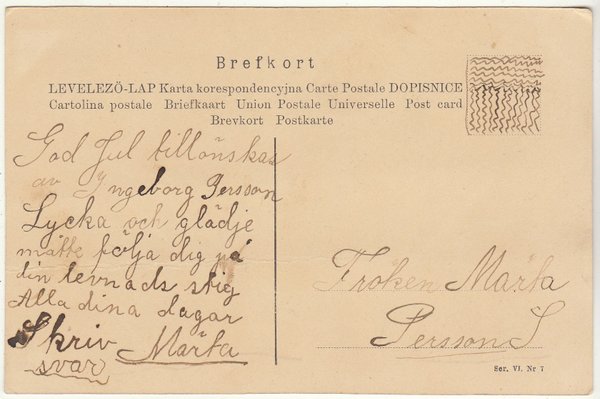 Brefkort
LEVELEZŐ-LAP Karta korespondencyjna Carte Postale DOPISNICE
Cartolina postale Briefkaart Union Postale Universelle Post card
Brevkort Postkarte
God Jul tillönskas
av Ingeborg Persson
Lycka och glädje
måtte följa dig på
din levnads stig
Alla dina dagar
Skriv Märta
svar
Fröken Märta
Persson S
Ser. VI. Nr 7